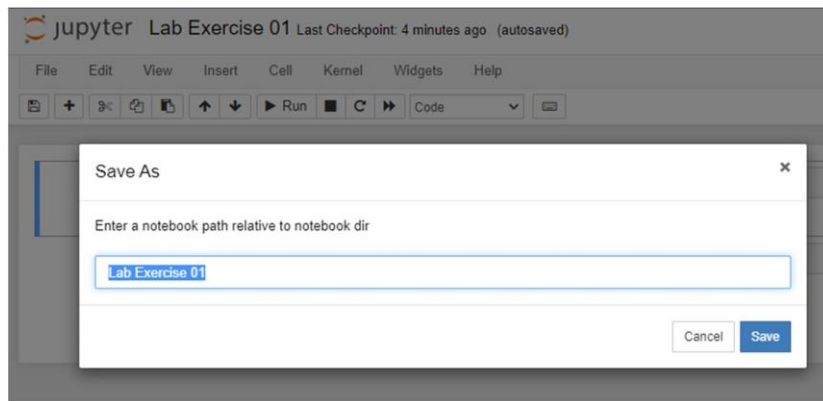 jupyter Lab Exercise 01 Last Checkpoint: 4 minutes ago (autosaved)
File Edit View Insert Cell Kernel Widgets Help
Run Code
Save As ×
Enter a notebook path relative to notebook dir
Lab Exercise 01
Cancel Save